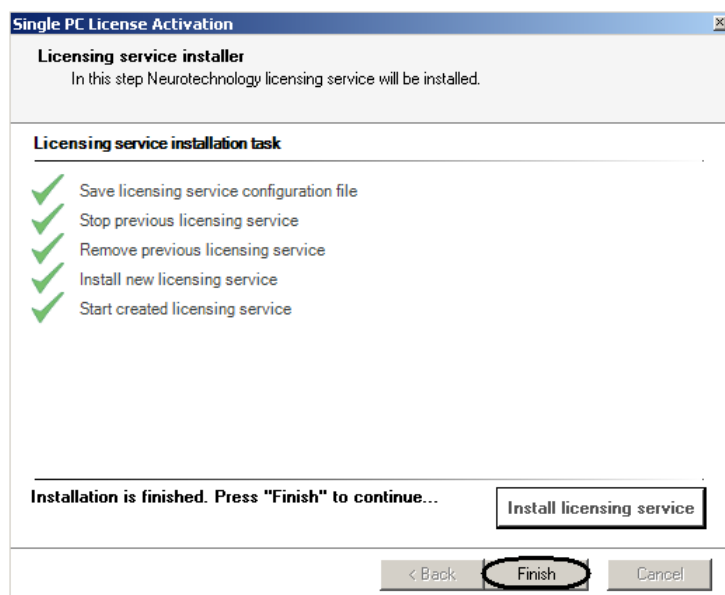 Single PC License Activation
Licensing service installer
In this step Neurotechnology licensing service will be installed.
Licensing service installation task
Save licensing service configuration file
Stop previous licensing service
Remove previous licensing service
Install new licensing service
Start created licensing service
Installation is finished. Press "Finish" to continue...
Install licensing service
< Back
Finish
Cancel